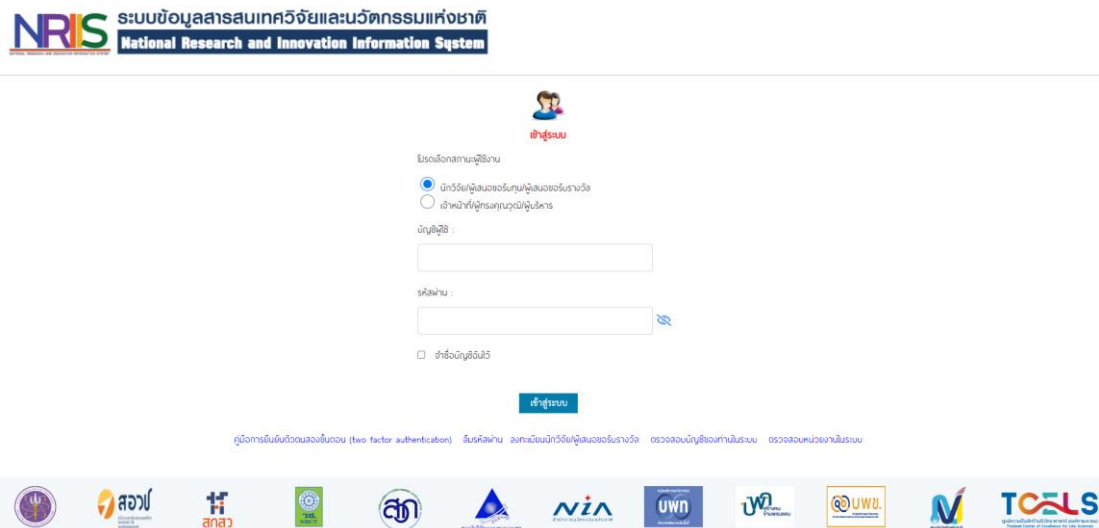 NRIIS
ระบบข้อมูลสารสนเทศวิจัยและนวัตกรรมแห่งชาติ
National Research and Innovation Information System
เข้าสู่ระบบ
โปรดเลือกสถานะผู้ใช้งาน
นักวิจัย/ผู้เสนอขอรับทุน/ผู้เสนอขอรับรางวัล
เจ้าหน้าที่/ผู้ทรงคุณวุฒิ/ผู้บริหาร
บัญชีผู้ใช้ :
รหัสผ่าน :
จำชื่อบัญชีฉันไว้
เข้าสู่ระบบ
คู่มือการยืนยันตัวตนสองขั้นตอน (two factor authentication) ลืมรหัสผ่าน ลงทะเบียนนักวิจัย/ผู้เสนอขอรับรางวัล ตรวจสอบบัญชีของท่านในระบบ ตรวจสอบหน่วยงานในระบบ
สอวช สกสว วช. สวก NIA บพท บพค @บพข. TCELS